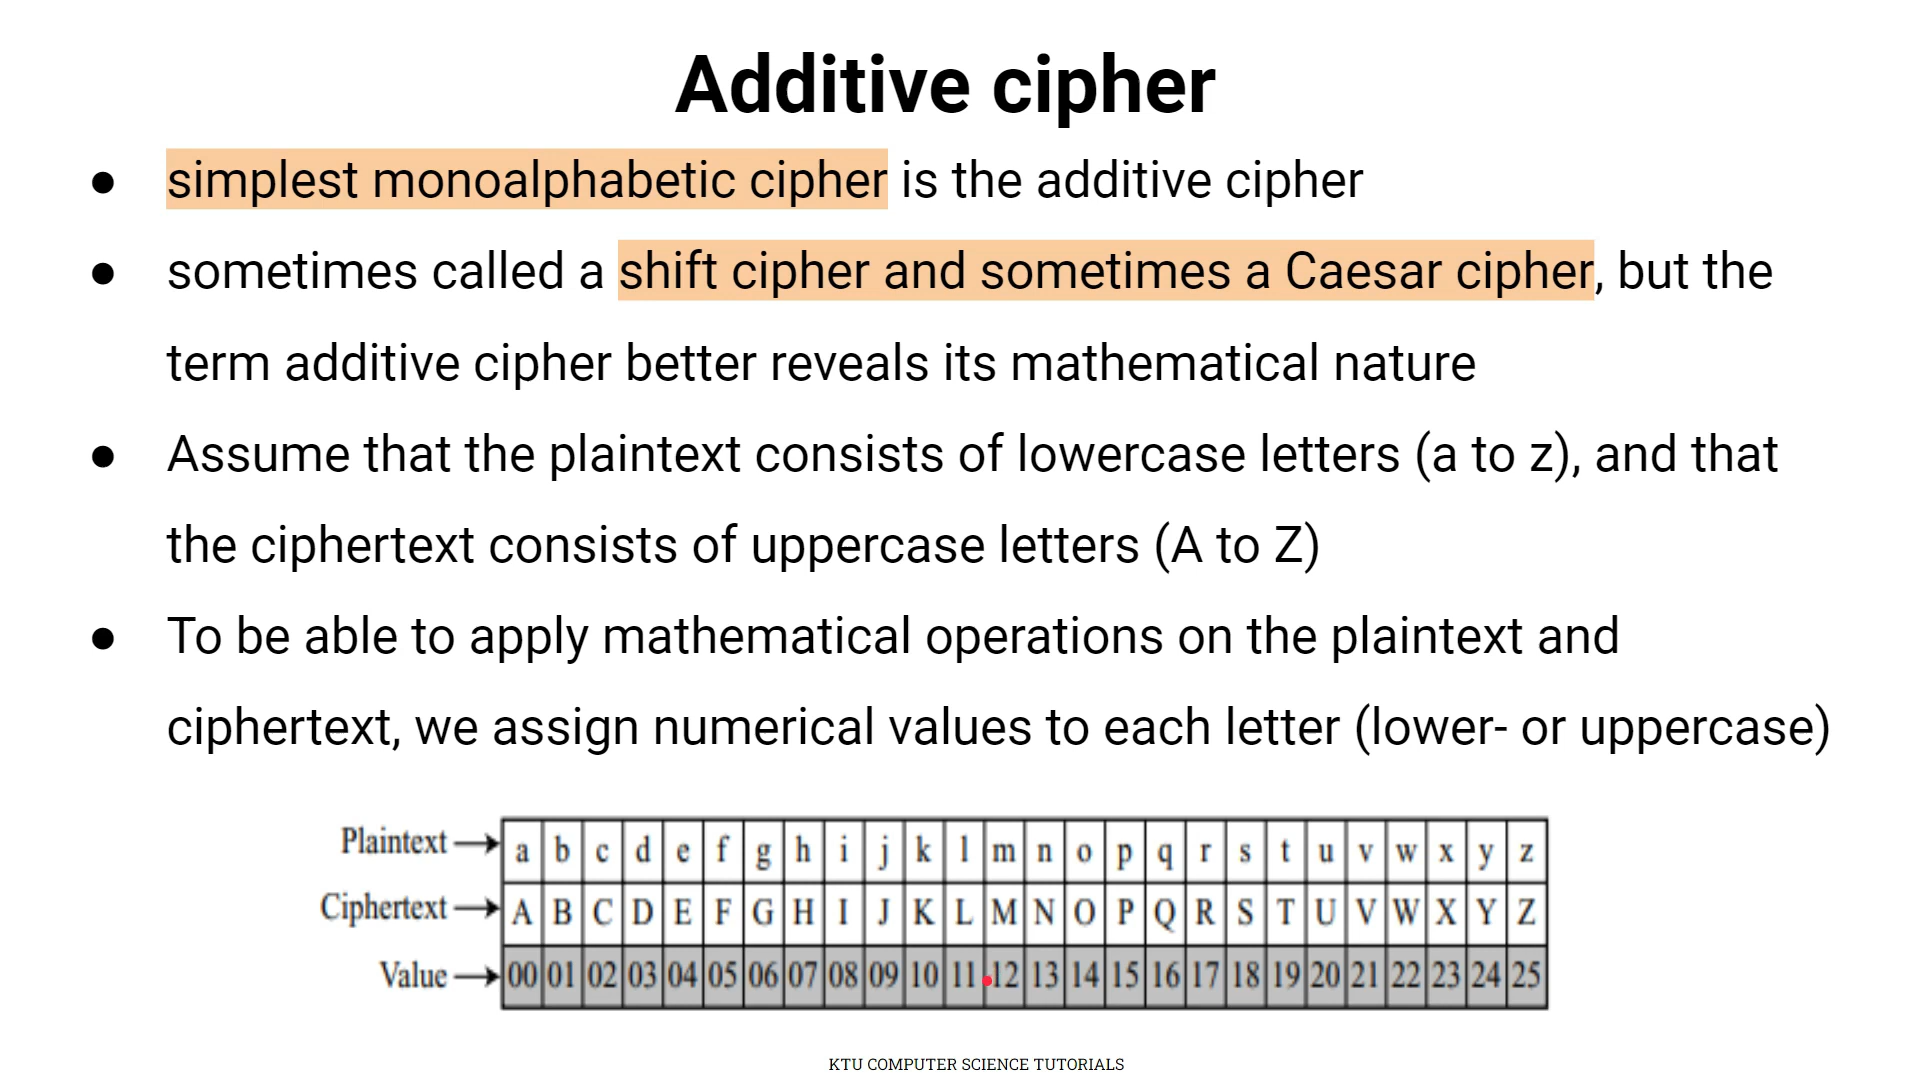 Additive cipher
● simplest monoalphabetic cipher is the additive cipher
● sometimes called a shift cipher and sometimes a Caesar cipher, but the
term additive cipher better reveals its mathematical nature
● Assume that the plaintext consists of lowercase letters (a to z), and that
the ciphertext consists of uppercase letters (A to Z)
● To be able to apply mathematical operations on the plaintext and
ciphertext, we assign numerical values to each letter (lower- or uppercase)
Plaintext → a b c d e f g h i j k l m n o p q r s t u v w x y z
Ciphertext → A B C D E F G H I J K L M N O P Q R S T U V W X Y Z
Value → 00 01 02 03 04 05 06 07 08 09 10 11 12 13 14 15 16 17 18 19 20 21 22 23 24 25
KTU COMPUTER SCIENCE TUTORIALS